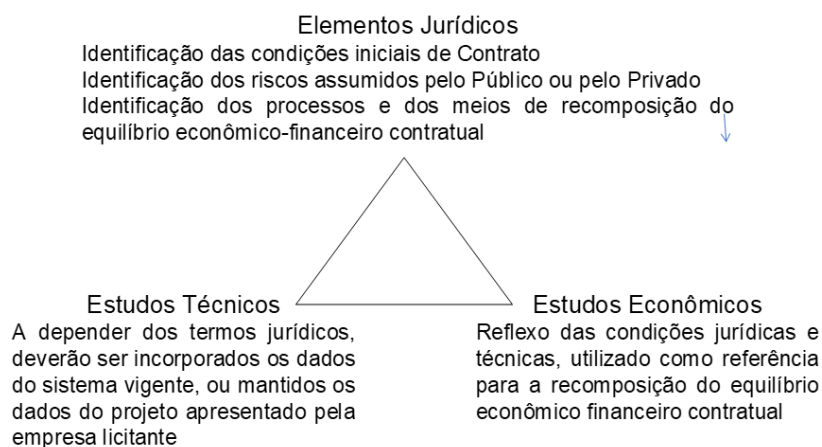 Elementos Jurídicos
Identificação das condições iniciais de Contrato
Identificação dos riscos assumidos pelo Público ou pelo Privado
Identificação dos processos e dos meios de recomposição do
equilíbrio econômico-financeiro contratual
Estudos Técnicos
A depender dos termos jurídicos,
deverão ser incorporados os dados
do sistema vigente, ou mantidos os
dados do projeto apresentado pela
empresa licitante
Estudos Econômicos
Reflexo das condições jurídicas e
técnicas, utilizado como referência
para a recomposição do equilíbrio
econômico financeiro contratual